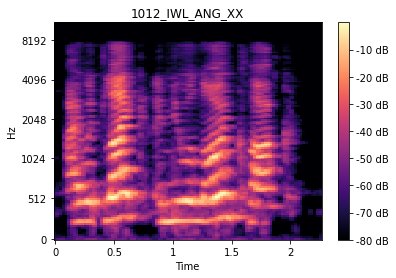 1012_IWL_ANG_XX
8192
4096
2048
1024
512
0
Hz
0
0.5
1
1.5
2
Time
-10 dB
-20 dB
-30 dB
-40 dB
-50 dB
-60 dB
-70 dB
-80 dB